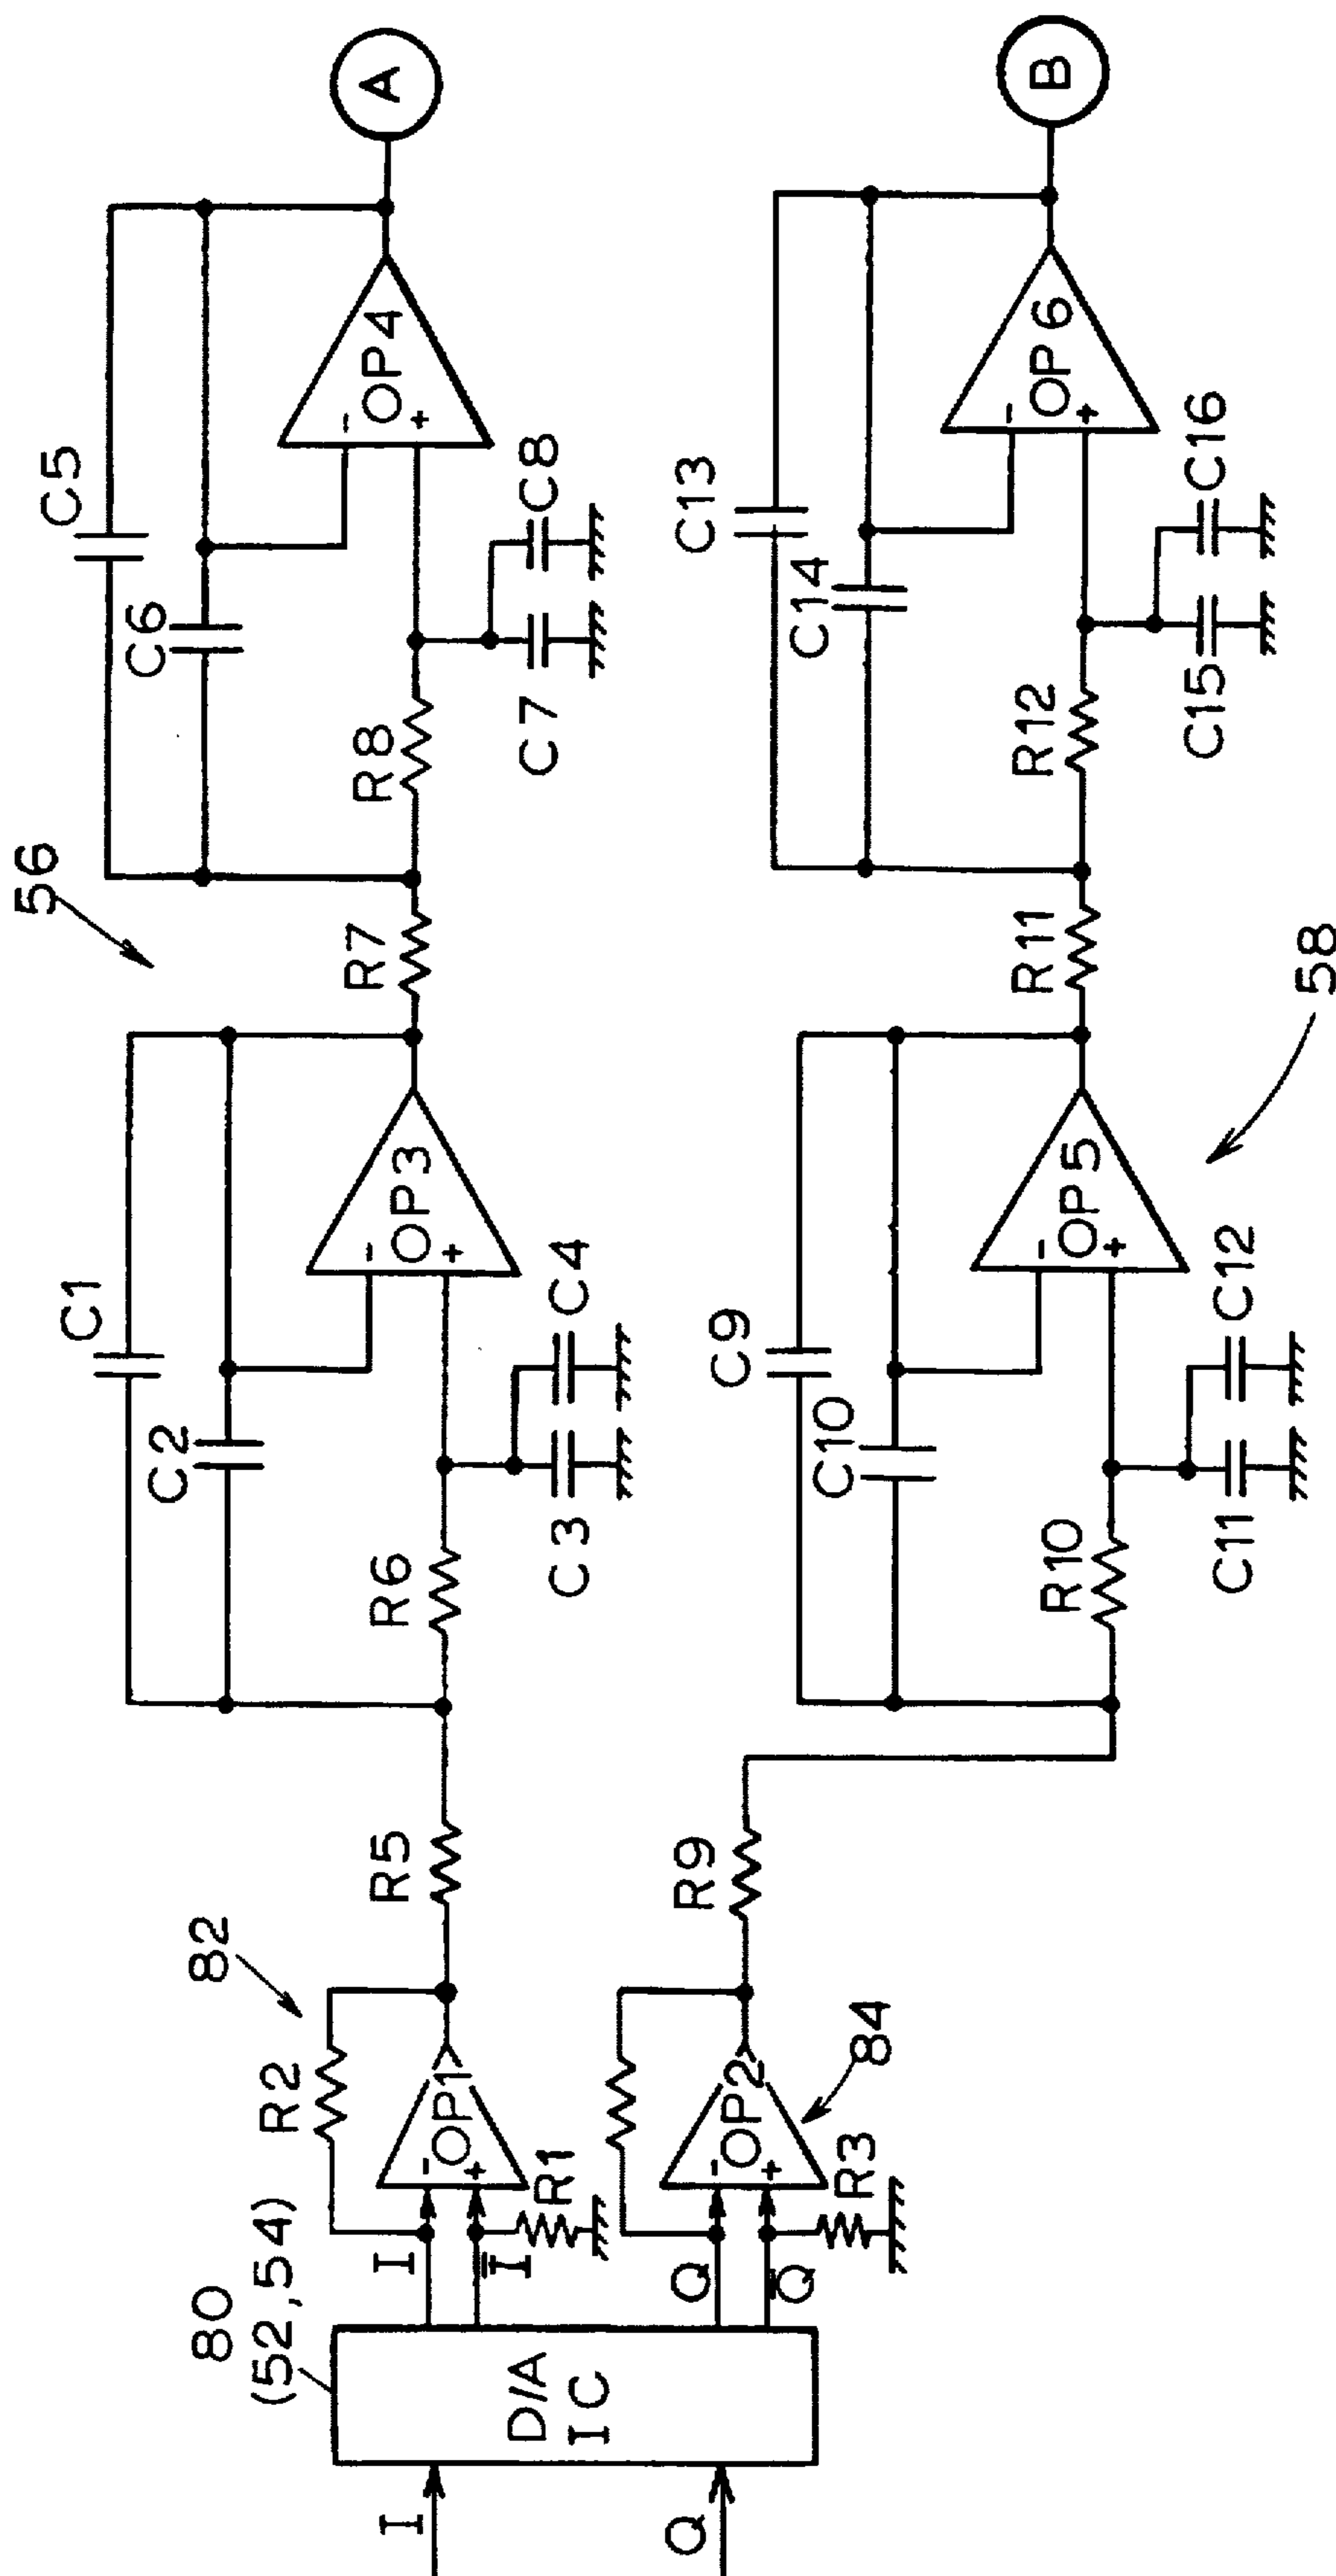 I
Q
80
(52,54)
D/A
IC
I
I
Q
Q
R2
82
OP1
-
+
R1
OP2
-
+
84
R3
R5
R9
C1
C2
R6
C3
C4
OP3
-
+
56
R7
C5
C6
R8
C7
C8
OP4
-
+
A
C9
C10
R10
C11
C12
OP5
-
+
58
R11
C13
C14
R12
C15
C16
OP6
-
+
B